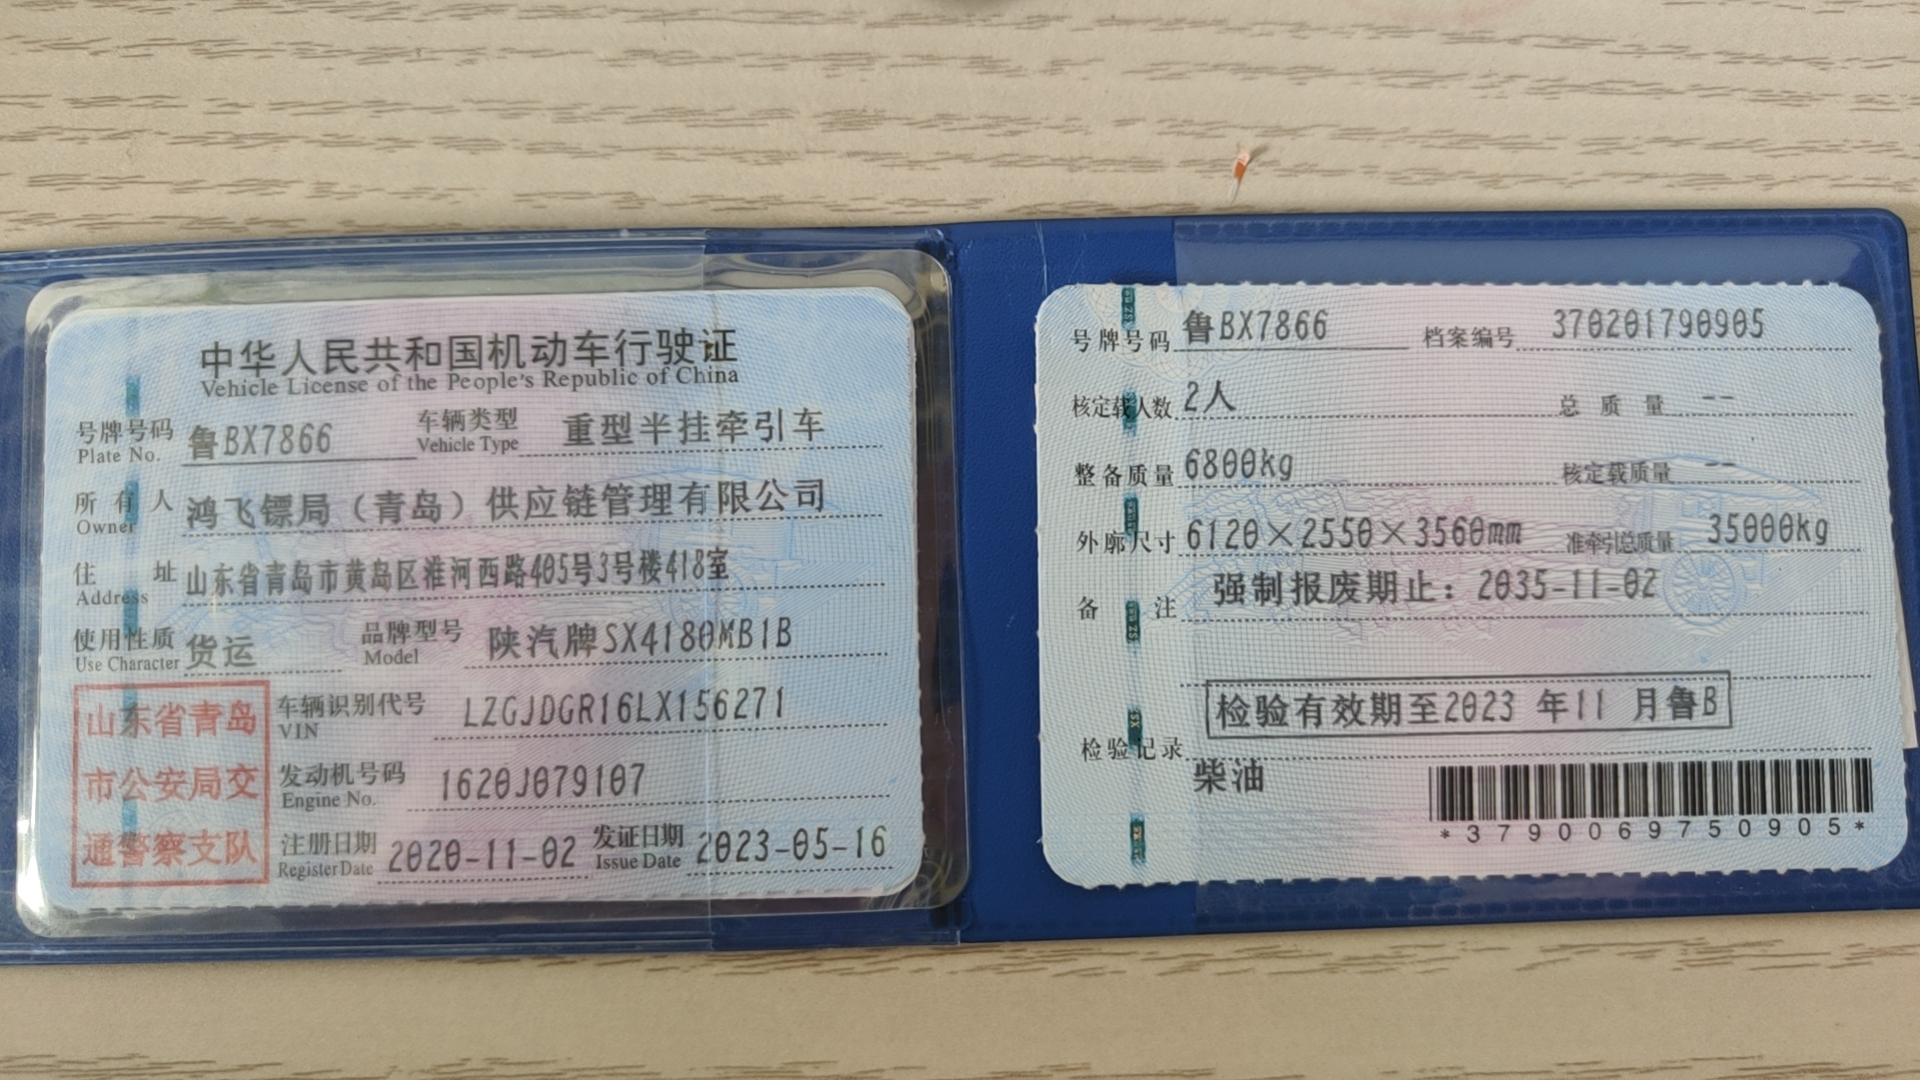 中华人民共和国机动车行驶证
Vehicle License of the People's Republic of China
号牌号码 鲁BX7866 车辆类型 重型半挂牵引车
Plate No. Vehicle Type
所有人 鸿飞镖局（青岛）供应链管理有限公司
Owner
住址 山东省青岛市黄岛区淮河西路405号3号楼418室
Address
使用性质 货运 品牌型号 陕汽牌SX4180MB1B
Use Character Model
山东省青岛
市公安局交
通警察支队
车辆识别代号 LZGJDGR16LX156271
VIN
发动机号码 1620J079107
Engine No.
注册日期 2020-11-02 发证日期 2023-05-16
Register Date Issue Date
号牌号码 鲁BX7866 档案编号 370201790905
核定载人数 2人 总质量 --
整备质量 6800kg 核定载质量 --
外廓尺寸 6120×2550×3560mm 准牵引总质量 35000kg
备注 强制报废期止：2035-11-02
检验有效期至2023 年11 月鲁B
检验记录
柴油
*3790069750905*